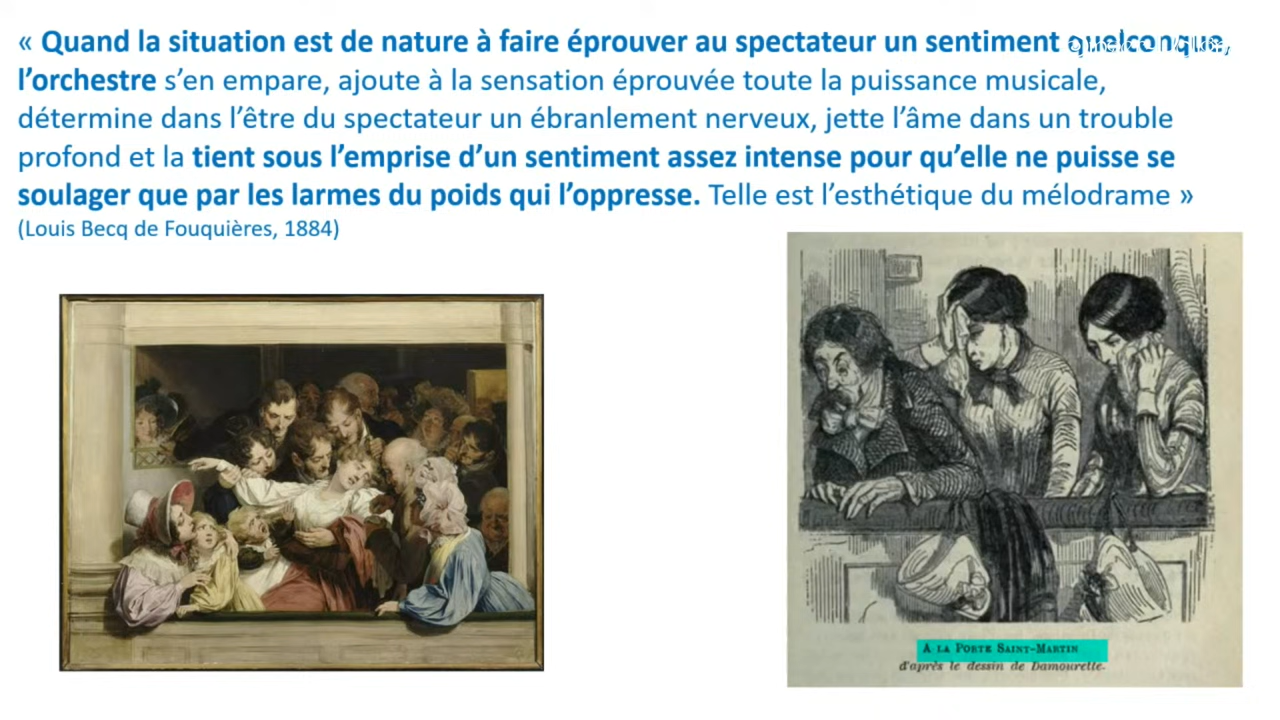 « Quand la situation est de nature à faire éprouver au spectateur un sentiment quelconque,
l’orchestre s’en empare, ajoute à la sensation éprouvée toute la puissance musicale,
détermine dans l’être du spectateur un ébranlement nerveux, jette l’âme dans un trouble
profond et la tient sous l’emprise d’un sentiment assez intense pour qu’elle ne puisse se
soulager que par les larmes du poids qui l’oppresse. Telle est l’esthétique du mélodrame »
(Louis Becq de Fouquières, 1884)
A LA PORTE SAINT-MARTIN
d'après le dessin de Damourette.